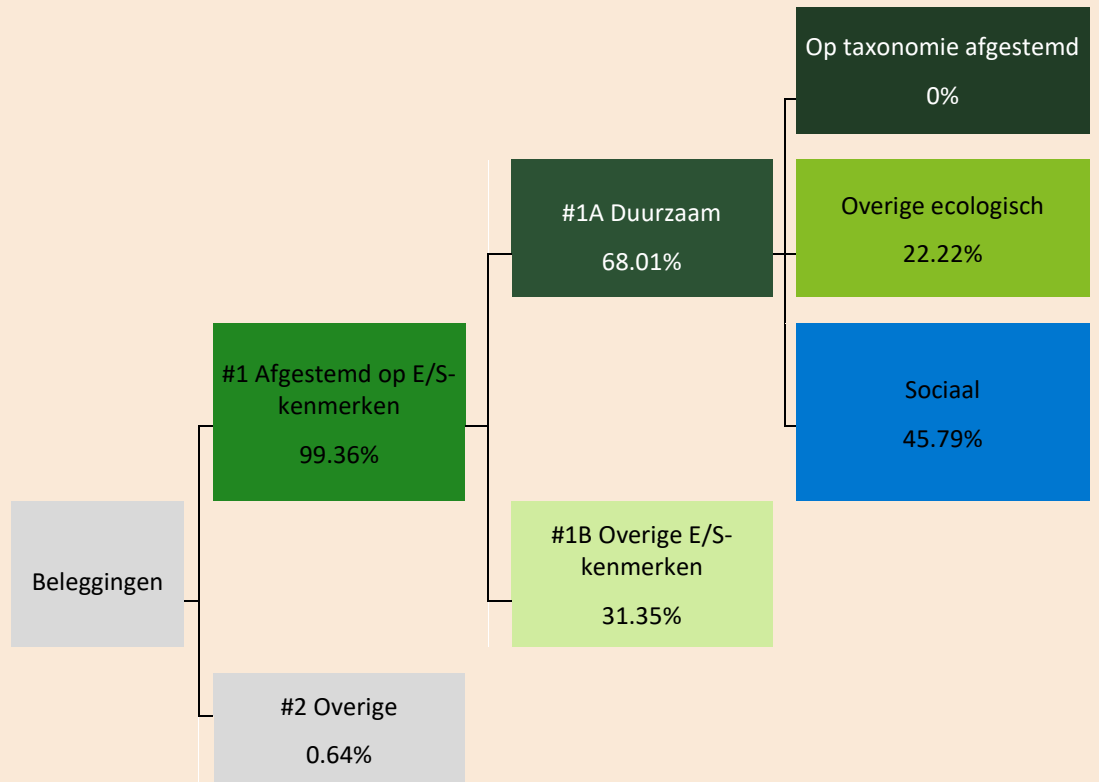 Beleggingen
#1 Afgestemd op E/S-
kenmerken
99.36%
#2 Overige
0.64%
#1A Duurzaam
68.01%
#1B Overige E/S-
kenmerken
31.35%
Op taxonomie afgestemd
0%
Overige ecologisch
22.22%
Sociaal
45.79%